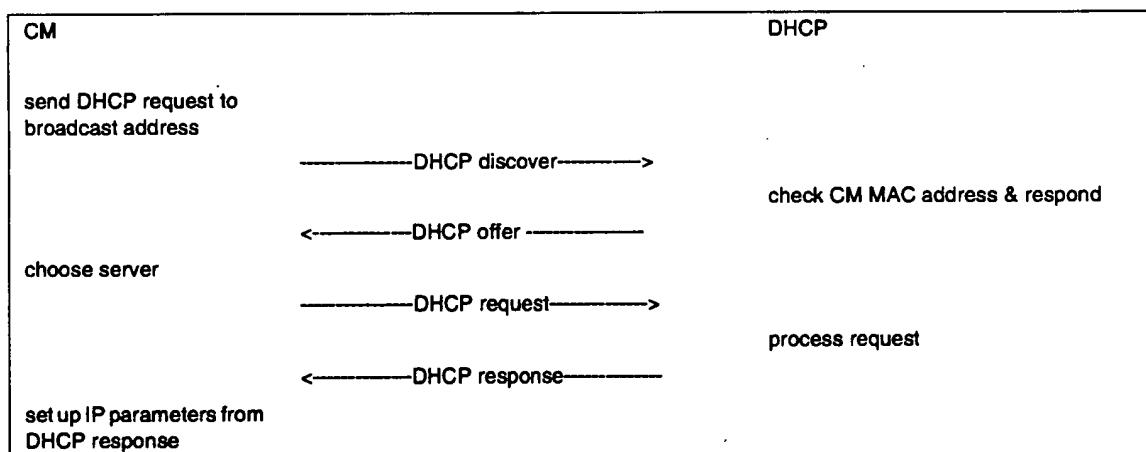 CM DHCP
send DHCP request to
broadcast address
DHCP discover
check CM MAC address & respond
DHCP offer
choose server
DHCP request
process request
DHCP response
set up IP parameters from
DHCP response